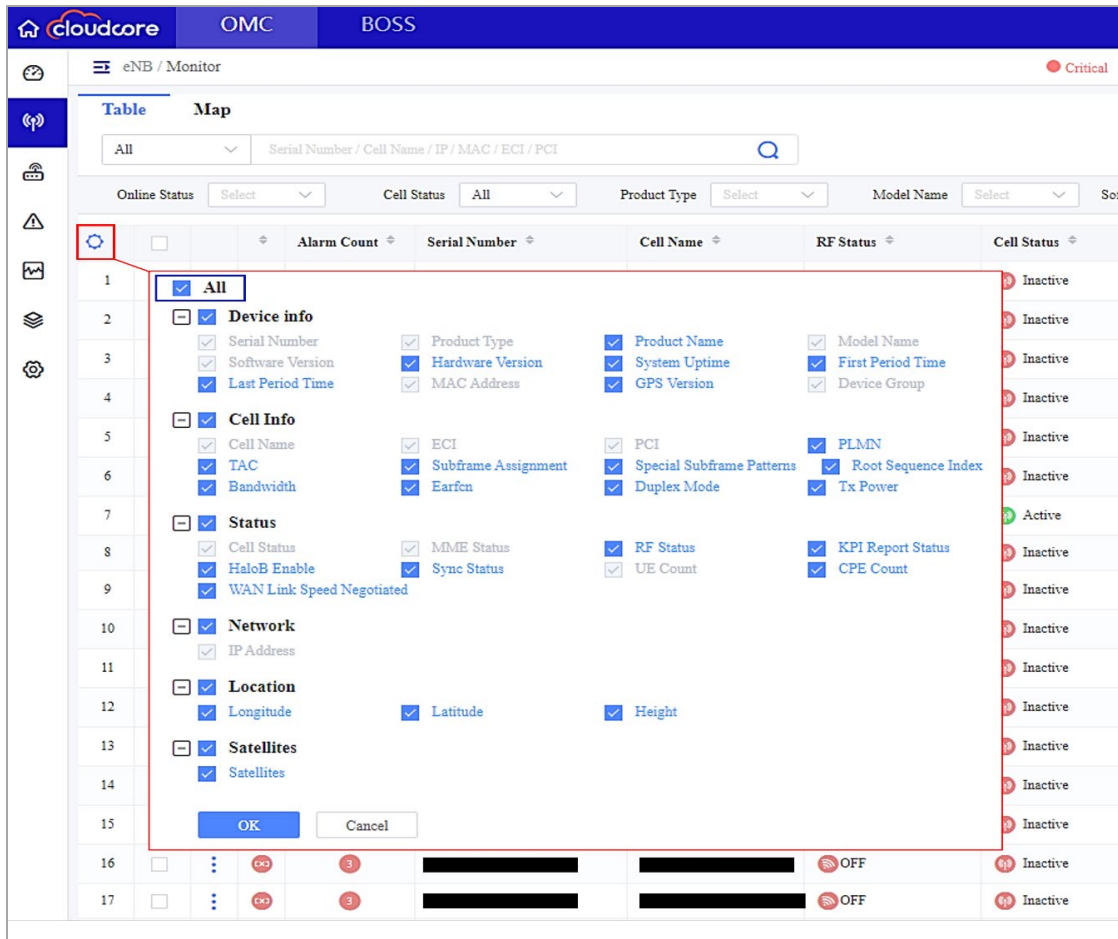 cloudcore OMC BOSS
eNB / Monitor Critical
Table Map
All Serial Number / Cell Name / IP / MAC / ECI / PCI
Online Status Select Cell Status All Product Type Select Model Name Select
Alarm Count Serial Number Cell Name RF Status Cell Status
1 Inactive
All
2 Inactive
Device info
Serial Number Product Type Product Name Model Name
3 Inactive
Software Version Hardware Version System Uptime First Period Time
Last Period Time MAC Address GPS Version Device Group
4 Inactive
Cell Info
5 Inactive
Cell Name ECI PCI PLMN
TAC Subframe Assignment Special Subframe Patterns Root Sequence Index
6 Inactive
Bandwidth Earfcn Duplex Mode Tx Power
7 Active
Status
8 Inactive
Cell Status MME Status RF Status KPI Report Status
HaloB Enable Sync Status UE Count CPE Count
9 Inactive
WAN Link Speed Negotiated
10 Inactive
Network
IP Address
11 Inactive
Location
12 Inactive
Longitude Latitude Height
13 Inactive
Satellites
Satellites
14 Inactive
15 Inactive
OK Cancel
16 3 OFF Inactive
17 3 OFF Inactive